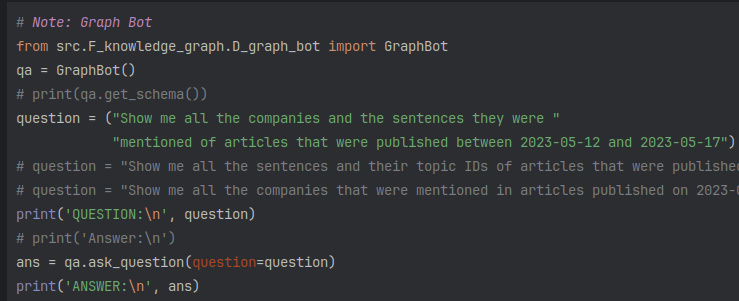 # Note: Graph Bot
from src.F_knowledge_graph.D_graph_bot import GraphBot
qa = GraphBot()
# print(qa.get_schema())
question = ("Show me all the companies and the sentences they were "
"mentioned of articles that were published between 2023-05-12 and 2023-05-17")
# question = "Show me all the sentences and their topic IDs of articles that were published
# question = "Show me all the companies that were mentioned in articles published on 2023-
print('QUESTION:\n', question)
# print('Answer:\n')
ans = qa.ask_question(question=question)
print('ANSWER:\n', ans)